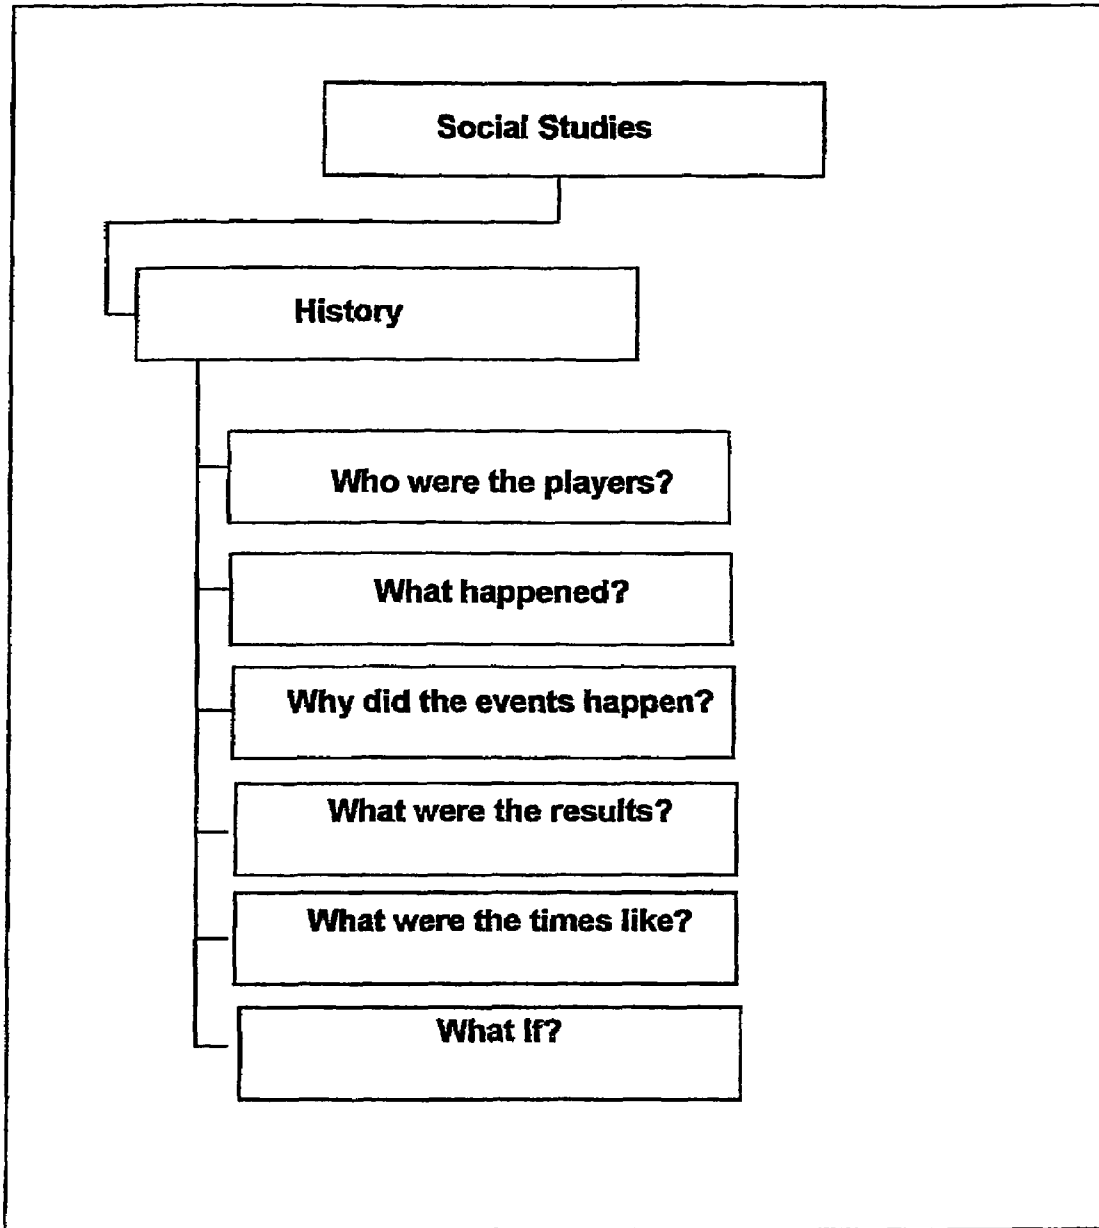 Social Studies
History
Who were the players?
What happened?
Why did the events happen?
What were the results?
What were the times like?
What If?